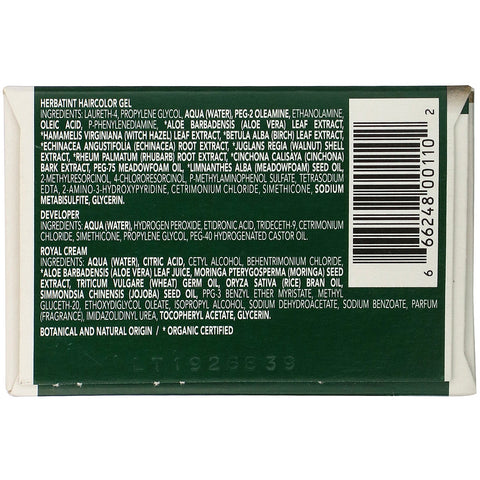 HERBATINT HAIRCOLOR GEL
INGREDIENTS: LAURETH-4, PROPYLENE GLYCOL, AQUA (WATER), PEG-2 OLEAMINE, ETHANOLAMINE,
OLEIC ACID, P-PHENYLENEDIAMINE, *ALOE BARBADENSIS (ALOE VERA) LEAF EXTRACT,
*HAMAMELIS VIRGINIANA (WITCH HAZEL) LEAF EXTRACT, *BETULA ALBA (BIRCH) LEAF EXTRACT,
*ECHINACEA ANGUSTIFOLIA (ECHINACEA) ROOT EXTRACT, *JUGLANS REGIA (WALNUT) SHELL
EXTRACT, *RHEUM PALMATUM (RHUBARB) ROOT EXTRACT, *CINCHONA CALISAYA (CINCHONA)
BARK EXTRACT, PEG-75 MEADOWFOAM OIL, *LIMNANTHES ALBA (MEADOWFOAM) SEED OIL,
2-METHYLRESORCINOL, 4-CHLORORESORCINOL, P-METHYLAMINOPHENOL SULFATE, TETRASODIUM
EDTA, 2-AMINO-3-HYDROXYPYRIDINE, CETRIMONIUM CHLORIDE, SIMETHICONE, SODIUM
METABISULFITE, GLYCERIN.
DEVELOPER
INGREDIENTS: AQUA (WATER), HYDROGEN PEROXIDE, ETIDRONIC ACID, TRIDECETH-9, CETRIMONIUM
CHLORIDE, SIMETHICONE, PROPYLENE GLYCOL, PEG-40 HYDROGENATED CASTOR OIL.
ROYAL CREAM
INGREDIENTS: AQUA (WATER), CITRIC ACID, CETYL ALCOHOL, BEHENTRIMONIUM CHLORIDE,
*ALOE BARBADENSIS (ALOE VERA) LEAF JUICE, MORINGA PTERYGOSPERMA (MORINGA) SEED
EXTRACT, TRITICUM VULGARE (WHEAT) GERM OIL, ORYZA SATIVA (RICE) BRAN OIL,
SIMMONDSIA CHINENSIS (JOJOBA) SEED OIL, PPG-3 BENZYL ETHER MYRISTATE, METHYL
GLUCETH-20, ETHOXYDIGLYCOL OLEATE, ISOPROPYL ALCOHOL, SODIUM DEHYDROACETATE, SODIUM BENZOATE, PARFUM
(FRAGRANCE), IMIDAZOLIDINYL UREA, TOCOPHERYL ACETATE, GLYCERIN.
BOTANICAL AND NATURAL ORIGIN / * ORGANIC CERTIFIED
LT1926839
6 66248 00110 2